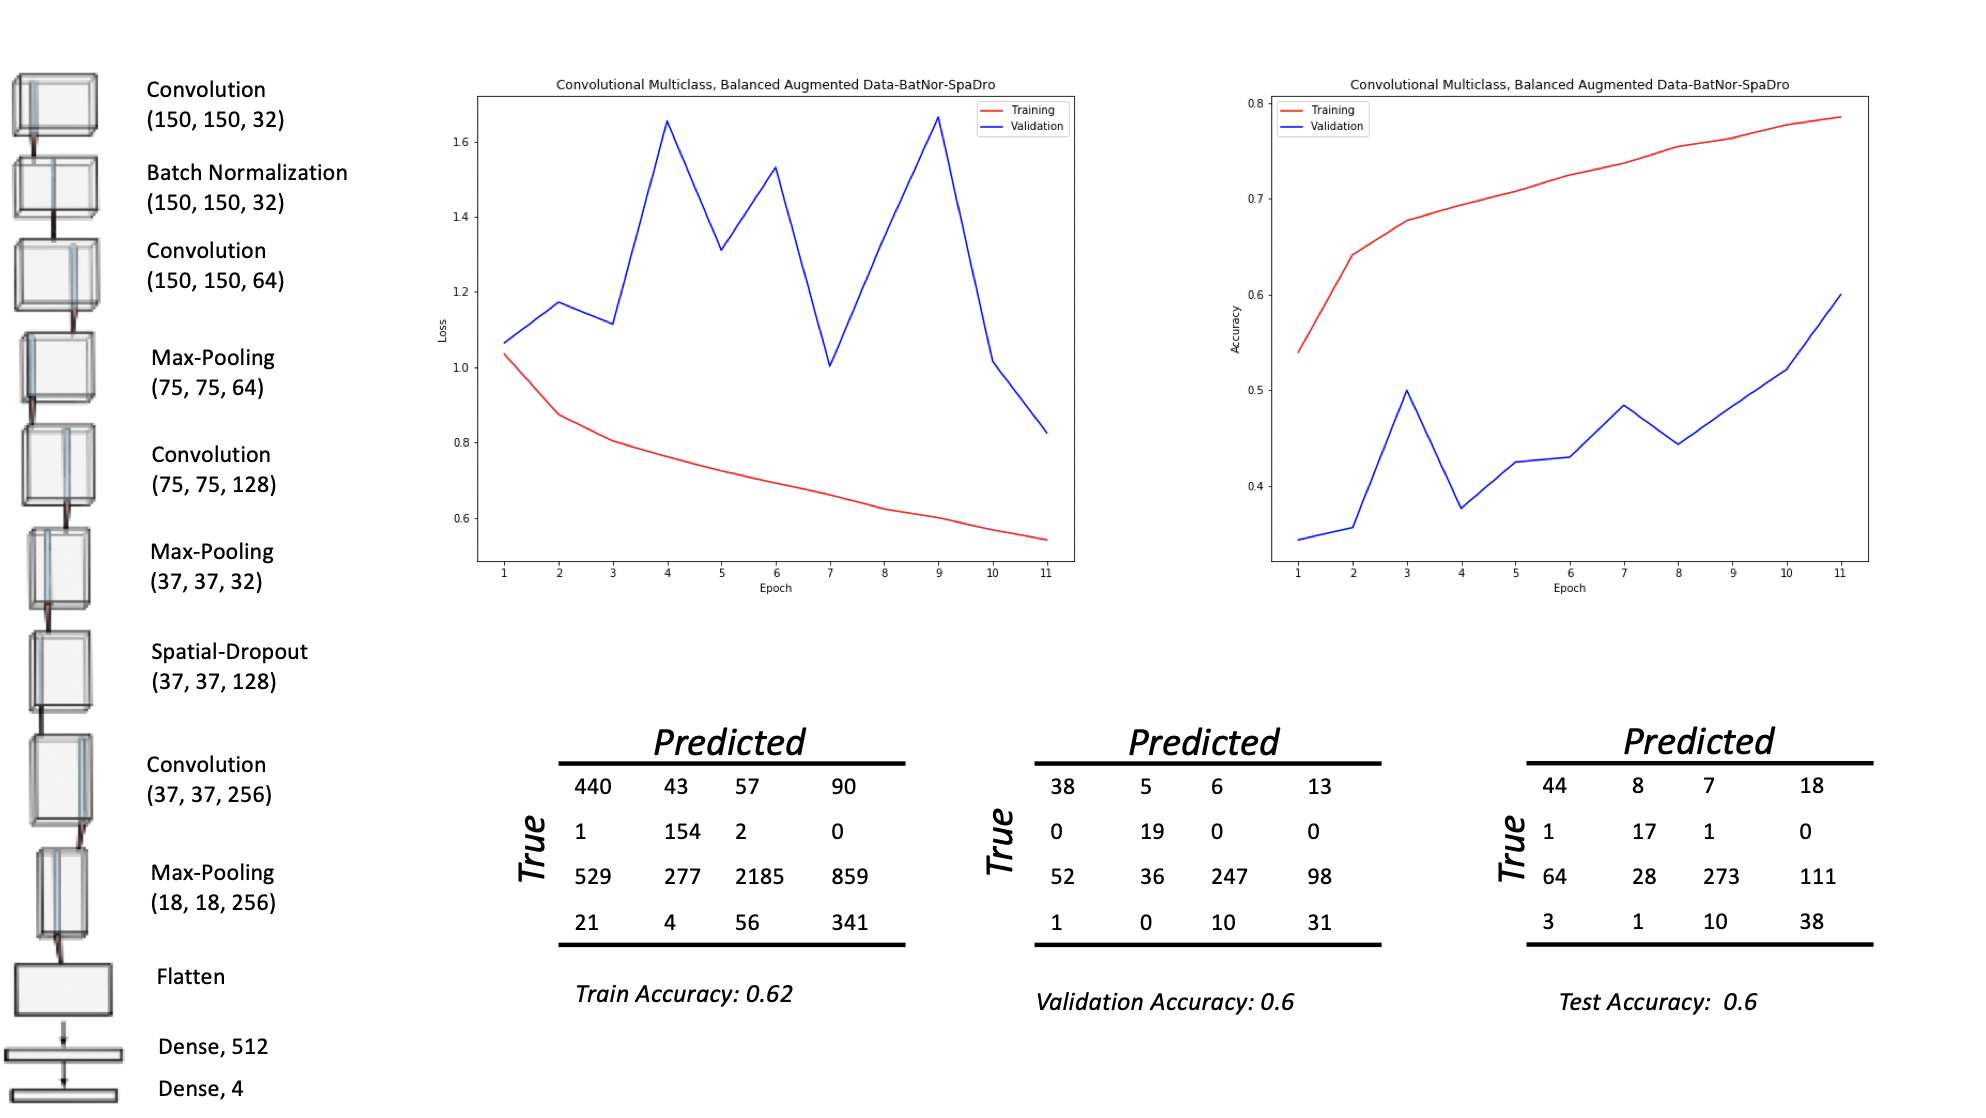 Convolution
(150, 150, 32)
Batch Normalization
(150, 150, 32)
Convolution
(150, 150, 64)
Max-Pooling
(75, 75, 64)
Convolution
(75, 75, 128)
Max-Pooling
(37, 37, 32)
Spatial-Dropout
(37, 37, 128)
Convolution
(37, 37, 256)
Max-Pooling
(18, 18, 256)
Flatten
Dense, 512
Dense, 4
Convolutional Multiclass, Balanced Augmented Data-BatNor-SpaDro
Training
Validation
1.6
1.4
1.2
1.0
0.8
0.6
Loss
1 2 3 4 5 6 7 8 9 10 11
Epoch
Convolutional Multiclass, Balanced Augmented Data-BatNor-SpaDro
Training
Validation
0.8
0.7
0.6
0.5
0.4
Accuracy
1 2 3 4 5 6 7 8 9 10 11
Epoch
Predicted
True
440 43 57 90
1 154 2 0
529 277 2185 859
21 4 56 341
Train Accuracy: 0.62
Predicted
True
38 5 6 13
0 19 0 0
52 36 247 98
1 0 10 31
Validation Accuracy: 0.6
Predicted
True
44 8 7 18
1 17 1 0
64 28 273 111
3 1 10 38
Test Accuracy: 0.6